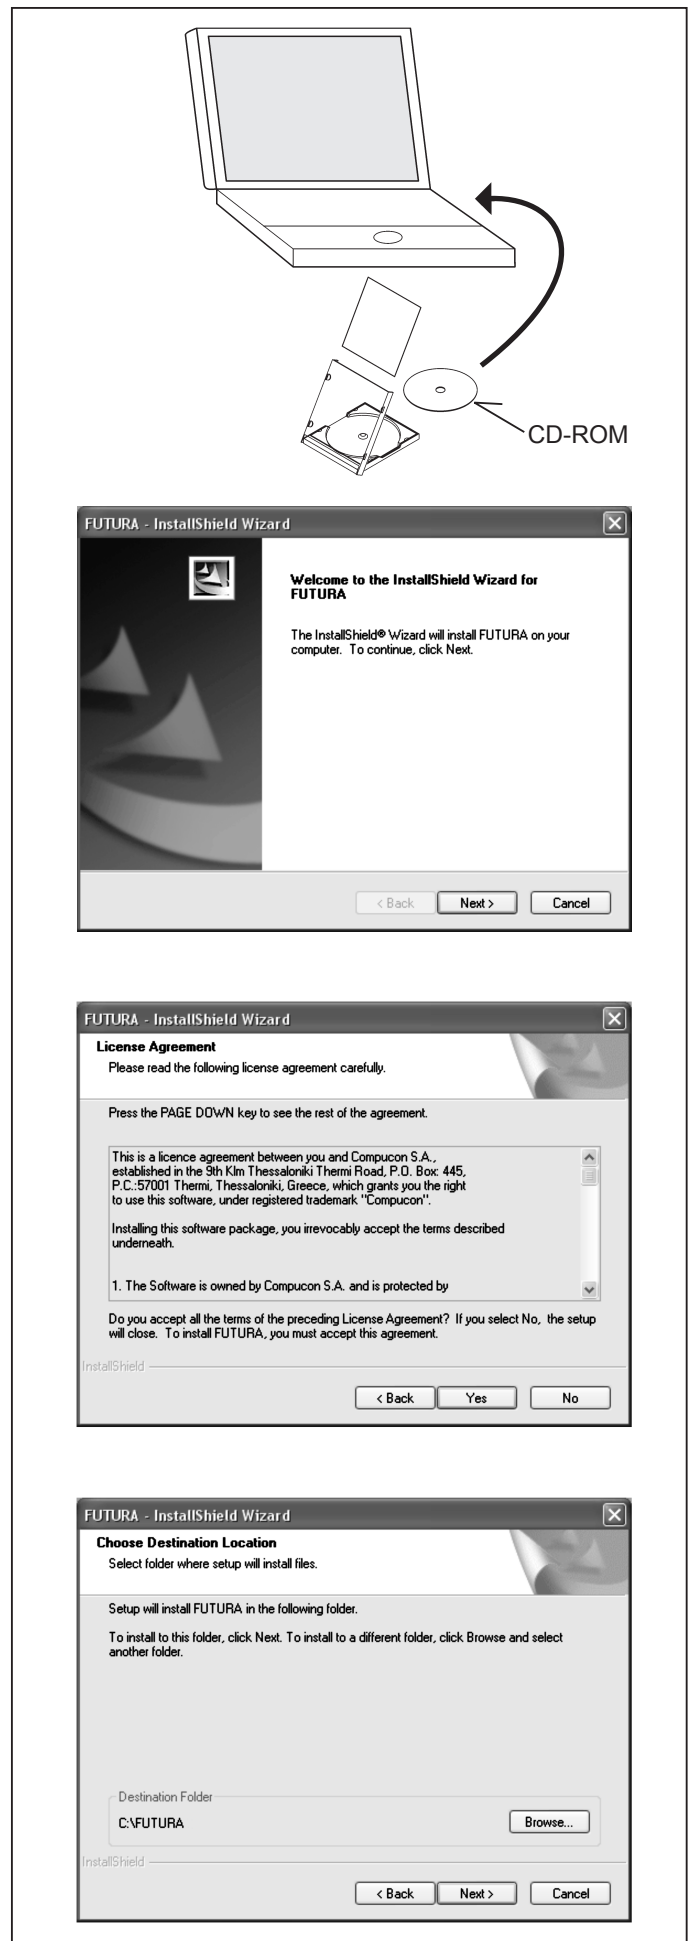 CD-ROM
FUTURA - InstallShield Wizard
Welcome to the InstallShield Wizard for
FUTURA
The InstallShield® Wizard will install FUTURA on your
computer. To continue, click Next.
< Back Next > Cancel
FUTURA - InstallShield Wizard
License Agreement
Please read the following license agreement carefully.
Press the PAGE DOWN key to see the rest of the agreement.
This is a licence agreement between you and Compucon S.A.,
established in the 9th Klm Thessaloniki Thermi Road, P.O. Box: 445,
P.C.:57001 Thermi, Thessaloniki, Greece, which grants you the right
to use this software, under registered trademark "Compucon".
Installing this software package, you irrevocably accept the terms described
underneath.
1. The Software is owned by Compucon S.A. and is protected by
Do you accept all the terms of the preceding License Agreement? If you select No, the setup
will close. To install FUTURA, you must accept this agreement.
InstallShield
< Back Yes No
FUTURA - InstallShield Wizard
Choose Destination Location
Select folder where setup will install files.
Setup will install FUTURA in the following folder.
To install to this folder, click Next. To install to a different folder, click Browse and select
another folder.
Destination Folder
C:\FUTURA Browse...
InstallShield
< Back Next > Cancel